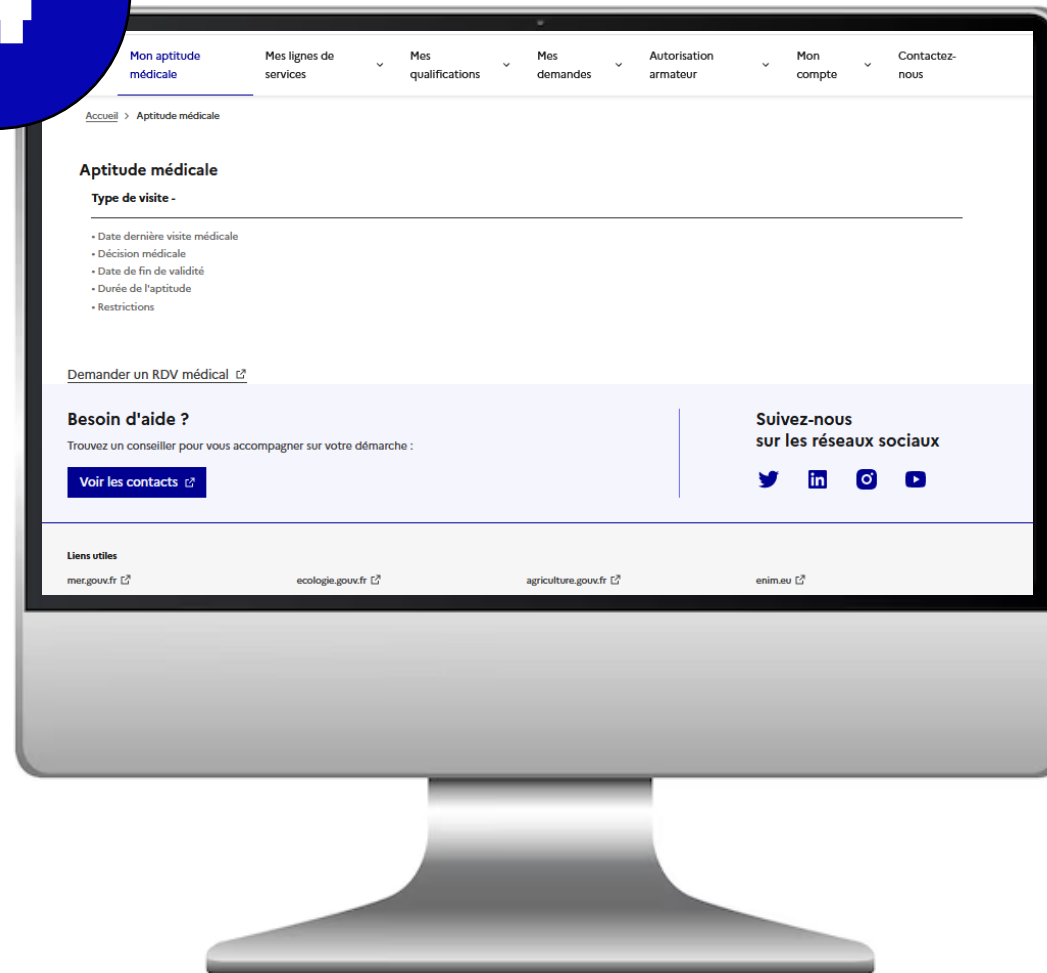 Mon aptitude
médicale
Mes lignes de
services
Mes
qualifications
Mes
demandes
Autorisation
armateur
Mon
compte
Contactez-
nous
Accueil > Aptitude médicale
Aptitude médicale
Type de visite -
• Date dernière visite médicale
• Décision médicale
• Date de fin de validité
• Durée de l'aptitude
• Restrictions
Demander un RDV médical
Besoin d'aide ?
Trouvez un conseiller pour vous accompagner sur votre démarche :
Voir les contacts
Suivez-nous
sur les réseaux sociaux
in
Liens utiles
mer.gouv.fr
ecologie.gouv.fr
agriculture.gouv.fr
enim.eu